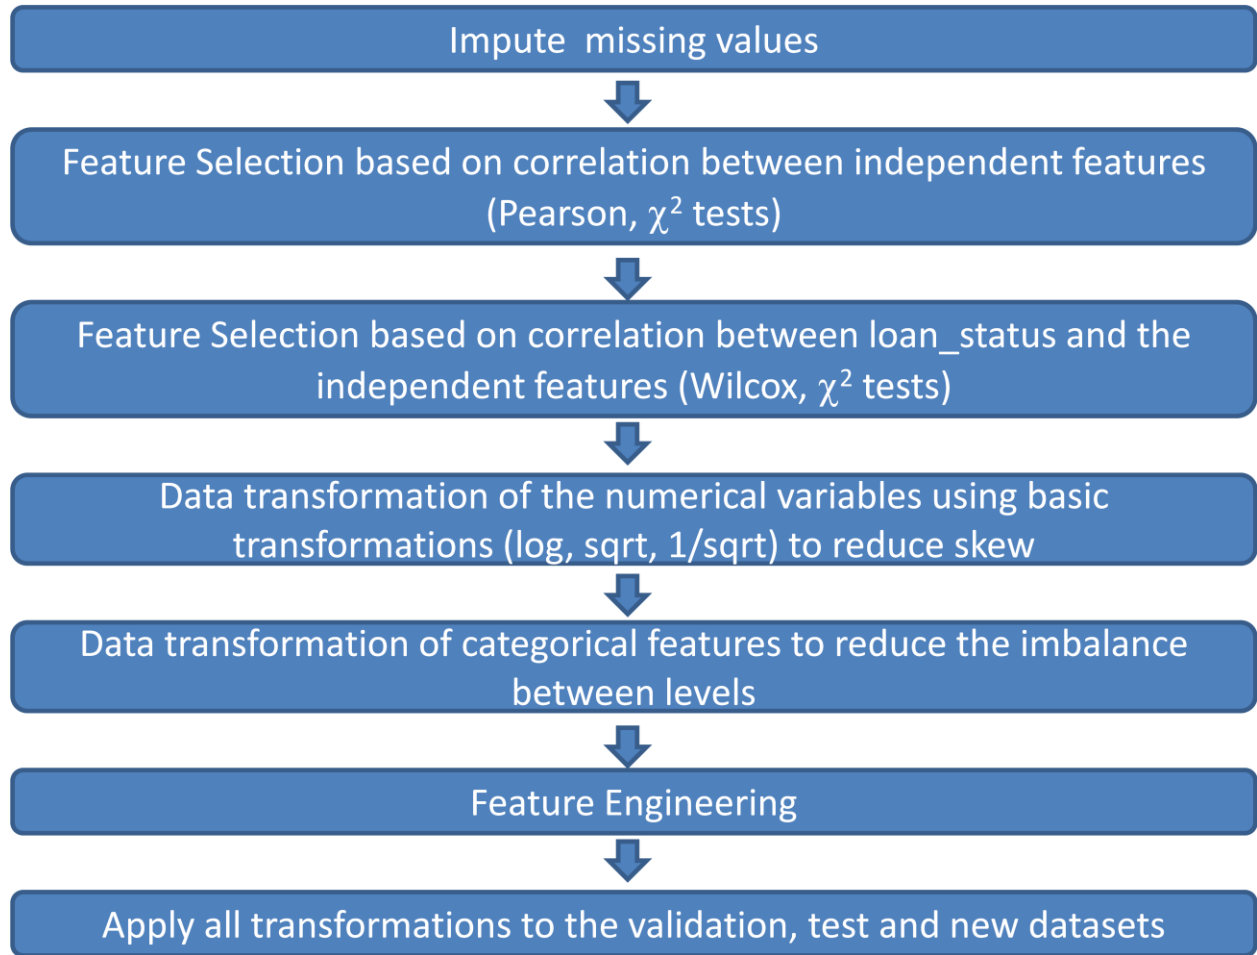 Impute  missing values
Feature Selection based on correlation between independent features
(Pearson, χ² tests)
Feature Selection based on correlation between loan_status and the
independent features (Wilcox, χ² tests)
Data transformation of the numerical variables using basic
transformations (log, sqrt, 1/sqrt) to reduce skew
Data transformation of categorical features to reduce the imbalance
between levels
Feature Engineering
Apply all transformations to the validation, test and new datasets